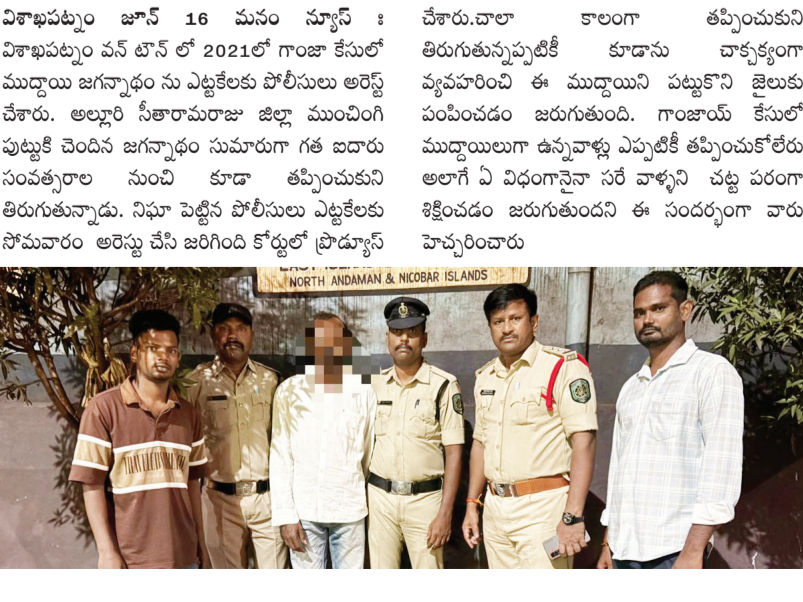 విశాఖపట్నం జూన్ 16 మనం న్యూస్ :
విశాఖపట్నం వన్ టౌన్ లో 2021లో గాంజా కేసులో
ముద్దాయి జగన్నాథం ను ఎట్టకేలకు పోలీసులు అరెస్ట్
చేశారు. అల్లూరి సీతారామరాజు జిల్లా ముంచింగి
పుట్టుకి చెందిన జగన్నాథం సుమారుగా గత ఐదారు
సంవత్సరాల నుంచి కూడా తప్పించుకుని
తిరుగుతున్నాడు. నిఘా పెట్టిన పోలీసులు ఎట్టకేలకు
సోమవారం అరెస్టు చేసి జరిగింది కోర్టులో ప్రొడ్యూస్
చేశారు.చాలా కాలంగా తప్పించుకుని
తిరుగుతున్నప్పటికీ కూడాను చాక్చక్యంగా
వ్యవహరించి ఈ ముద్దాయిని పట్టుకొని జైలుకు
పంపించడం జరుగుతుంది. గాంజాయ్ కేసులో
ముద్దాయిలుగా ఉన్నవాళ్లు ఎప్పటికీ తప్పించుకోలేరు
అలాగే ఏ విధంగానైనా సరే వాళ్ళని చట్ట పరంగా
శిక్షించడం జరుగుతుందని ఈ సందర్భంగా వారు
హెచ్చరించారు
NORTH ANDAMAN & NICOBAR ISLANDS